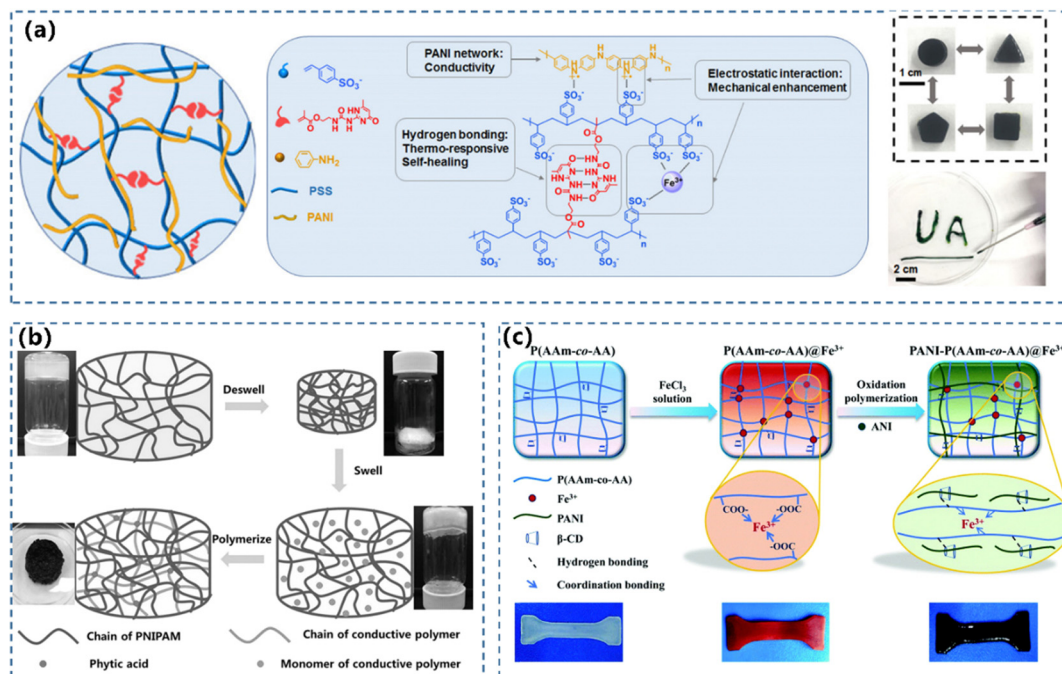 (a)
PANI network:
Conductivity
Electrostatic interaction:
Mechanical enhancement
Hydrogen bonding:
Thermo-responsive
Self-healing
NH₂
PSS
PANI
SO₃⁻
Fe³⁺
n
1 cm
UA
2 cm
(b)
Deswell
Swell
Polymerize
Chain of PNIPAM
Chain of conductive polymer
Phytic acid
Monomer of conductive polymer
(c)
P(AAm-co-AA)
P(AAm-co-AA)@Fe³⁺
PANI-P(AAm-co-AA)@Fe³⁺
FeCl₃
solution
Oxidation
polymerization
ANI
P(AAm-co-AA)
Fe³⁺
PANI
β-CD
Hydrogen bonding
Coordination bonding
COO-
-OOC
Fe³⁺
-OOC
Fe³⁺